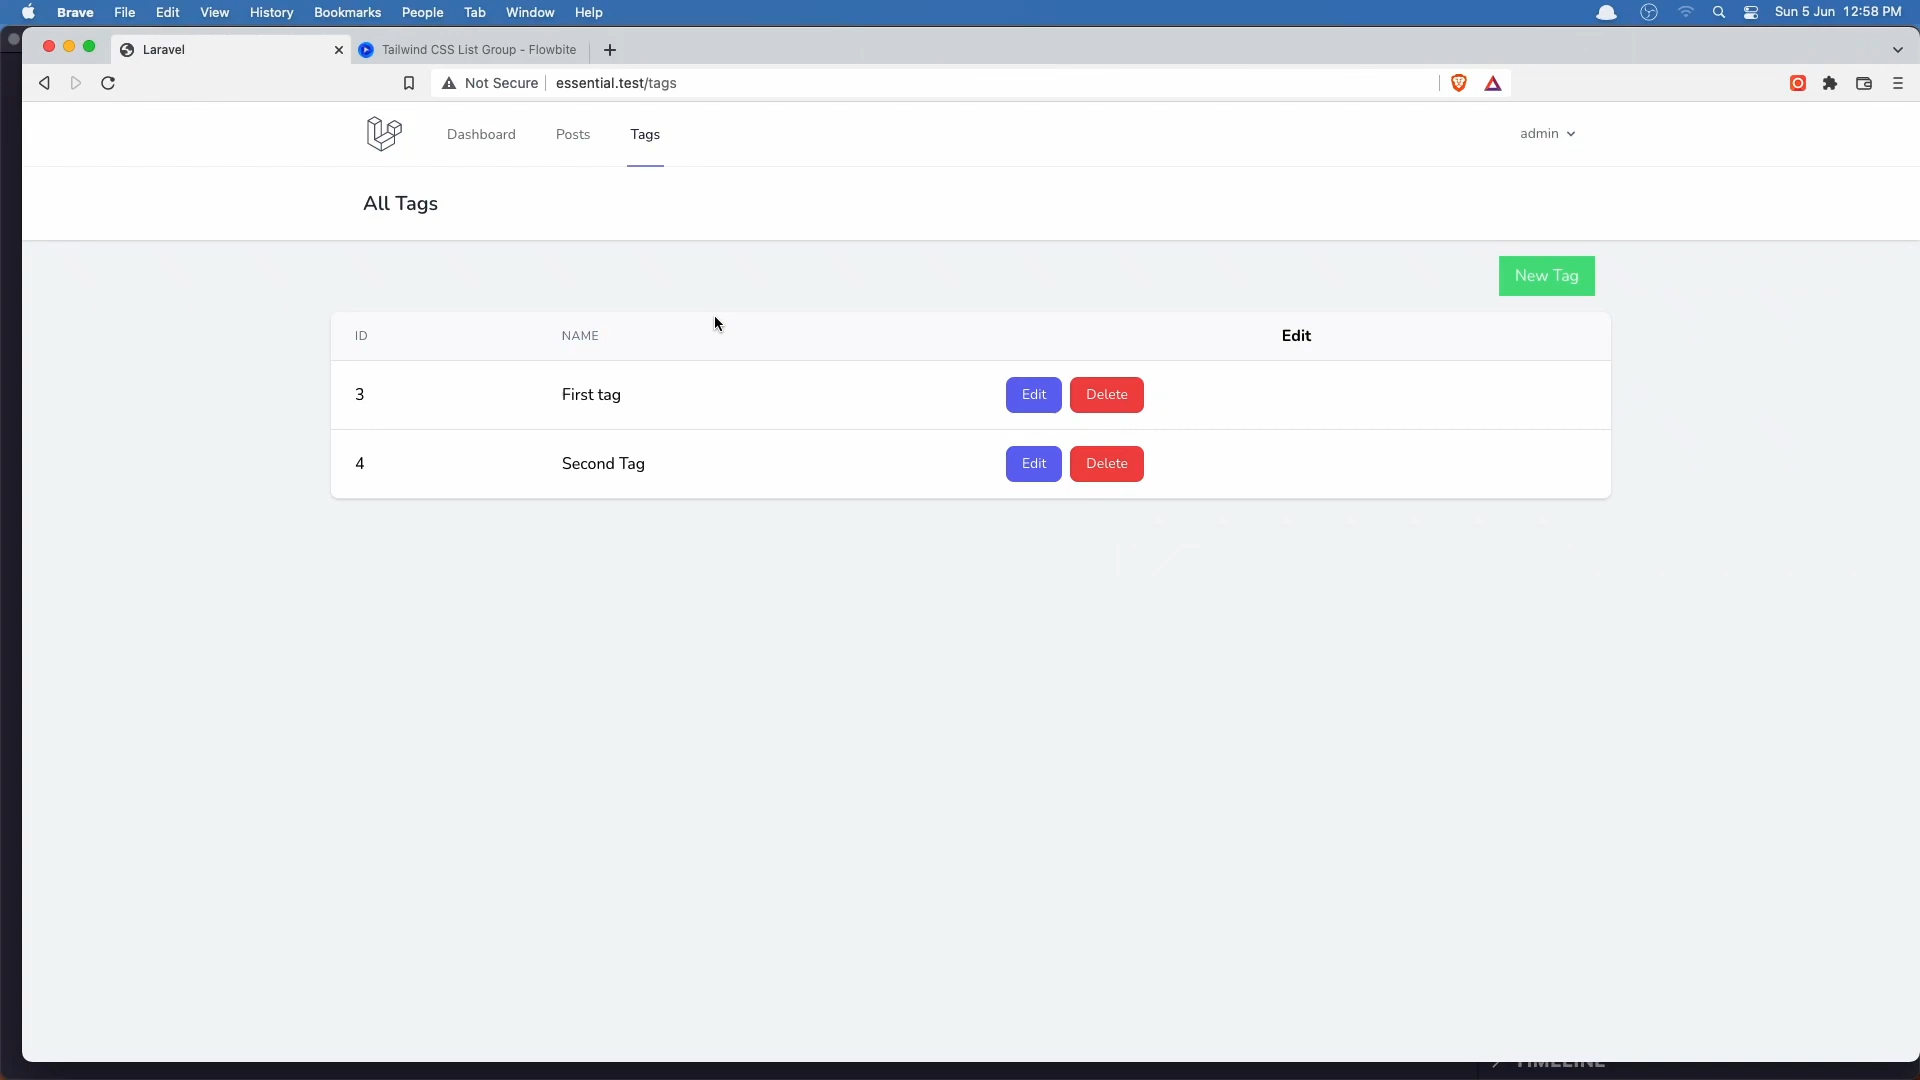 Brave File Edit View History Bookmarks People Tab Window Help Sun 5 Jun 12:58 PM
Laravel Tailwind CSS List Group - Flowbite
Not Secure essential.test/tags
Dashboard Posts Tags admin
All Tags
New Tag
ID NAME Edit
3 First tag Edit Delete
4 Second Tag Edit Delete
TIMELINE